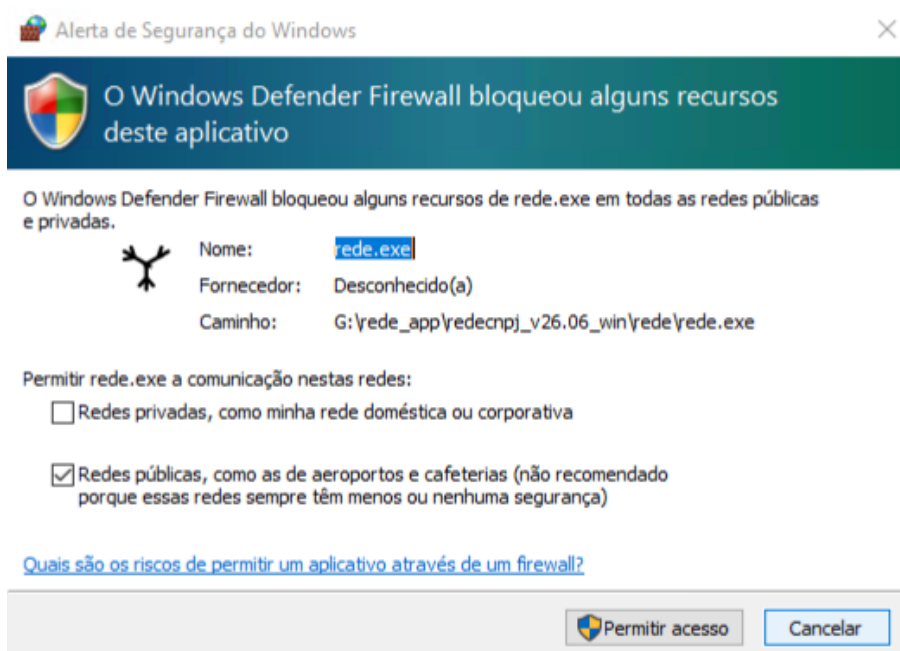 Alerta de Segurança do Windows
O Windows Defender Firewall bloqueou alguns recursos
deste aplicativo
O Windows Defender Firewall bloqueou alguns recursos de rede.exe em todas as redes públicas
e privadas.
Nome: rede.exe
Fornecedor: Desconhecido(a)
Caminho: G:\rede_app\redecnpj_v26.06_win\rede\rede.exe
Permitir rede.exe a comunicação nestas redes:
Redes privadas, como minha rede doméstica ou corporativa
Redes públicas, como as de aeroportos e cafeterias (não recomendado
porque essas redes sempre têm menos ou nenhuma segurança)
Quais são os riscos de permitir um aplicativo através de um firewall?
Permitir acesso Cancelar